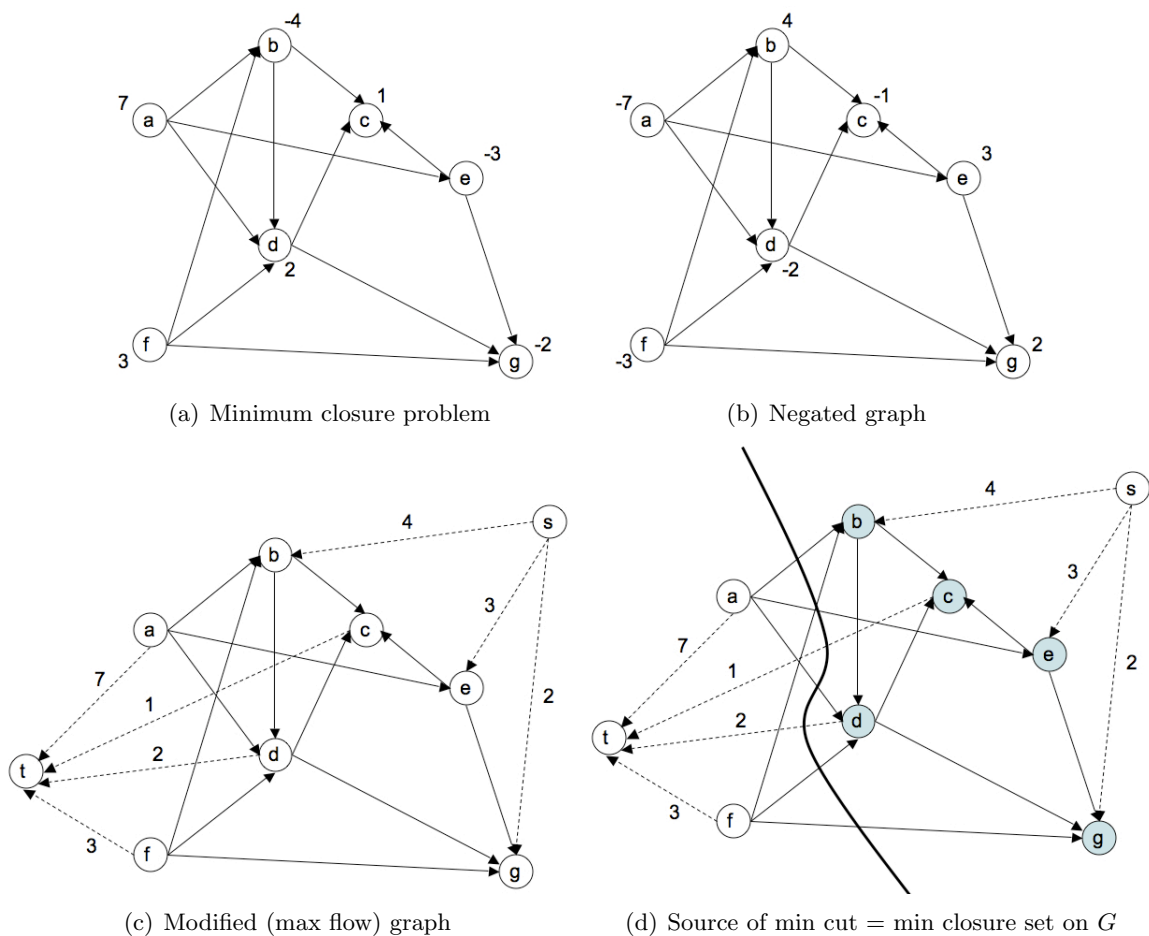 -4
b
7
1
a
c
-3
e
d
2
f
-2
3
g
(a) Minimum closure problem
4
b
-7
-1
a
c
3
e
d
-2
f
2
-3
g
(b) Negated graph
s
4
b
3
a
c
7
e
1
2
2
d
t
3
f
g
(c) Modified (max flow) graph
s
4
b
3
a
c
7
e
1
2
2
d
t
3
f
g
(d) Source of min cut = min closure set on G